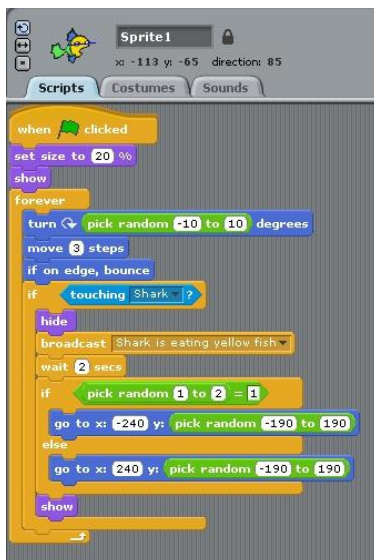 Sprite1
x: -113 y: -65 direction: 85
Scripts Costumes Sounds
when clicked
set size to 20 %
show
forever
turn pick random -10 to 10 degrees
move 3 steps
if on edge, bounce
if touching Shark ?
hide
broadcast Shark is eating yellow fish
wait 2 secs
if pick random 1 to 2 = 1
go to x: -240 y: pick random -190 to 190
else
go to x: 240 y: pick random -190 to 190
show